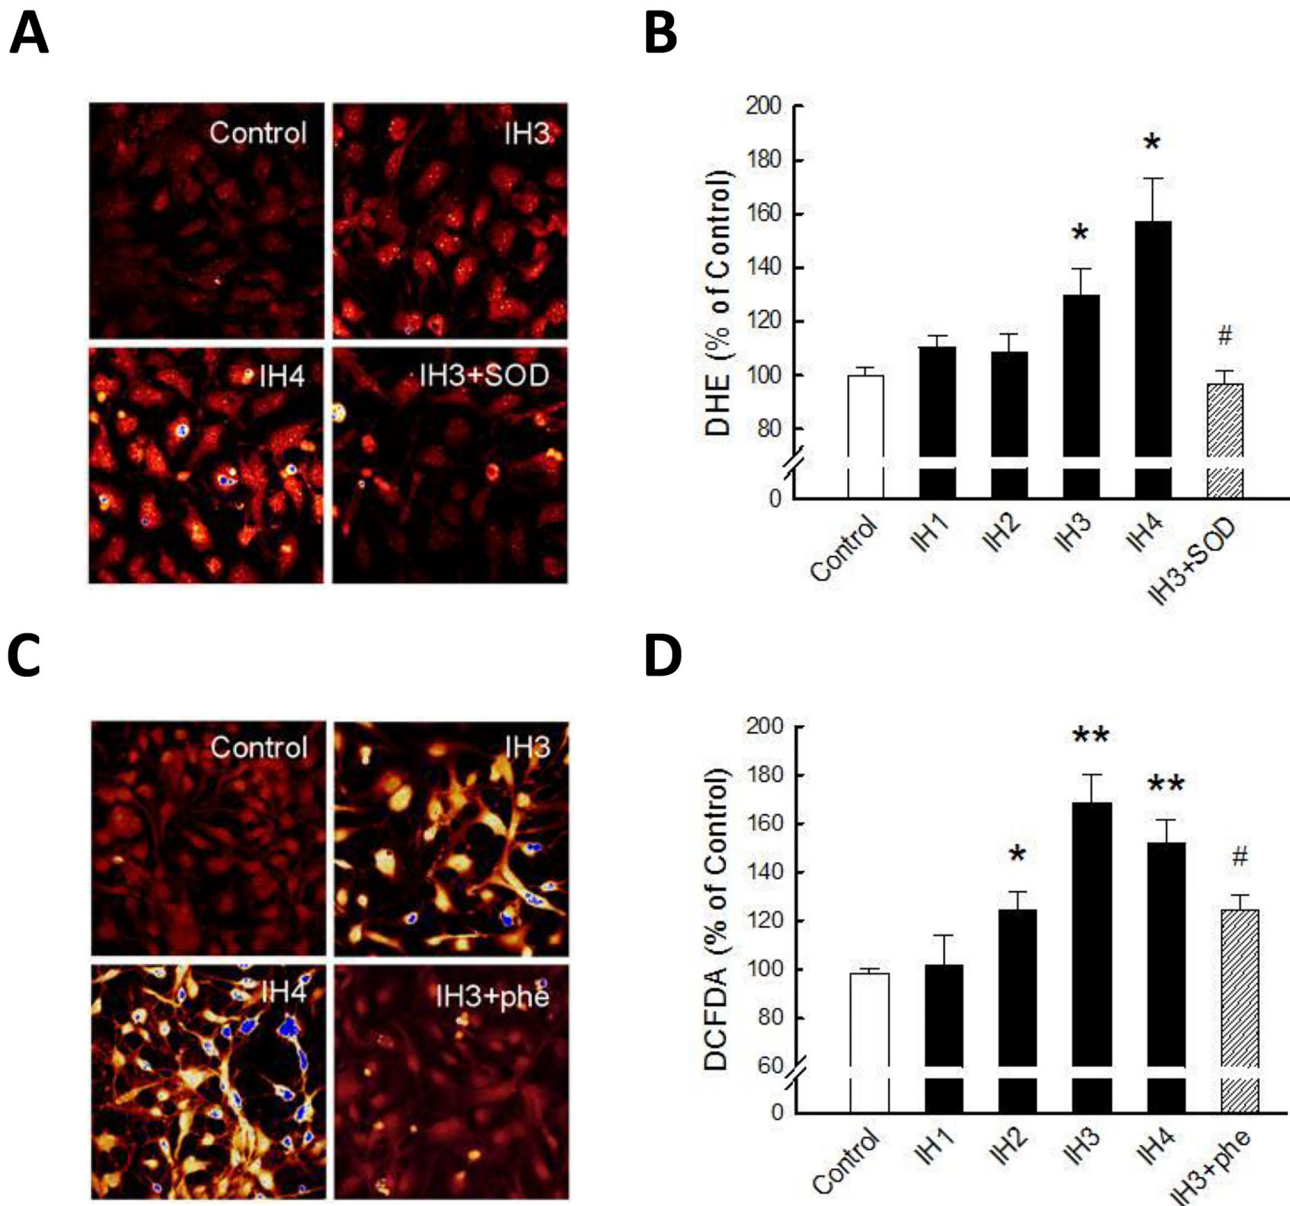 A
Control
IH3
IH4
IH3+SOD
B
DHE (% of Control)
200
180
160
140
120
100
80
0
*
*
#
Control
IH1
IH2
IH3
IH4
IH3+SOD
C
Control
IH3
IH4
IH3+phe
D
DCFDA (% of Control)
200
180
160
140
120
100
80
60
0
*
**
**
#
Control
IH1
IH2
IH3
IH4
IH3+phe